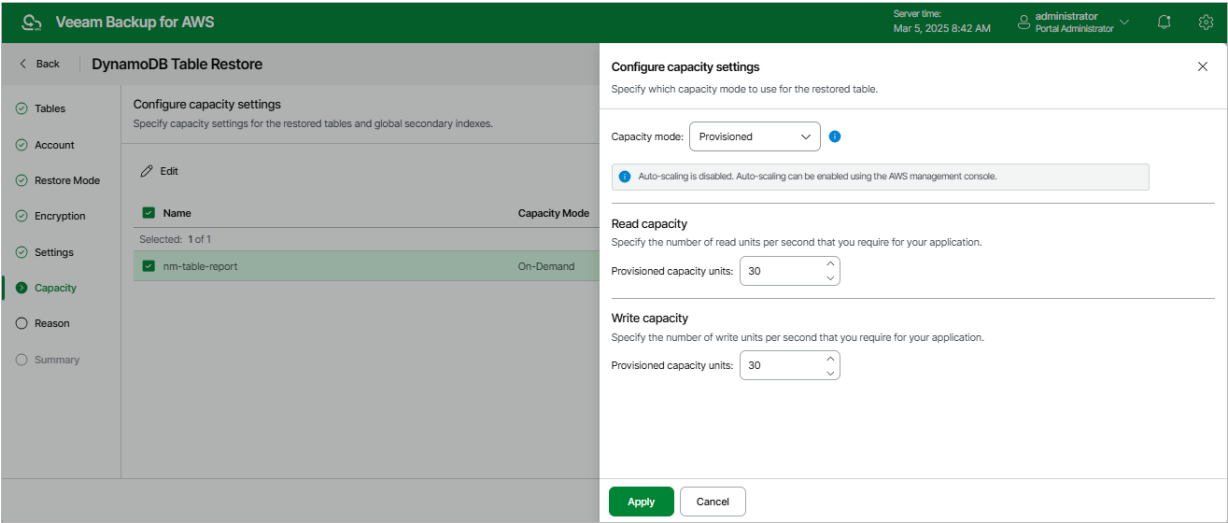 Veeam Backup for AWS
Server time:
Mar 5, 2025 8:42 AM
administrator
Portal Administrator
Back
DynamoDB Table Restore
Tables
Account
Restore Mode
Encryption
Settings
Capacity
Reason
Summary
Configure capacity settings
Specify capacity settings for the restored tables and global secondary indexes.
Edit
Name Capacity Mode
Selected: 1 of 1
nm-table-report On-Demand
Configure capacity settings
Specify which capacity mode to use for the restored table.
Capacity mode: Provisioned
Auto-scaling is disabled. Auto-scaling can be enabled using the AWS management console.
Read capacity
Specify the number of read units per second that you require for your application.
Provisioned capacity units: 30
Write capacity
Specify the number of write units per second that you require for your application.
Provisioned capacity units: 30
Apply Cancel